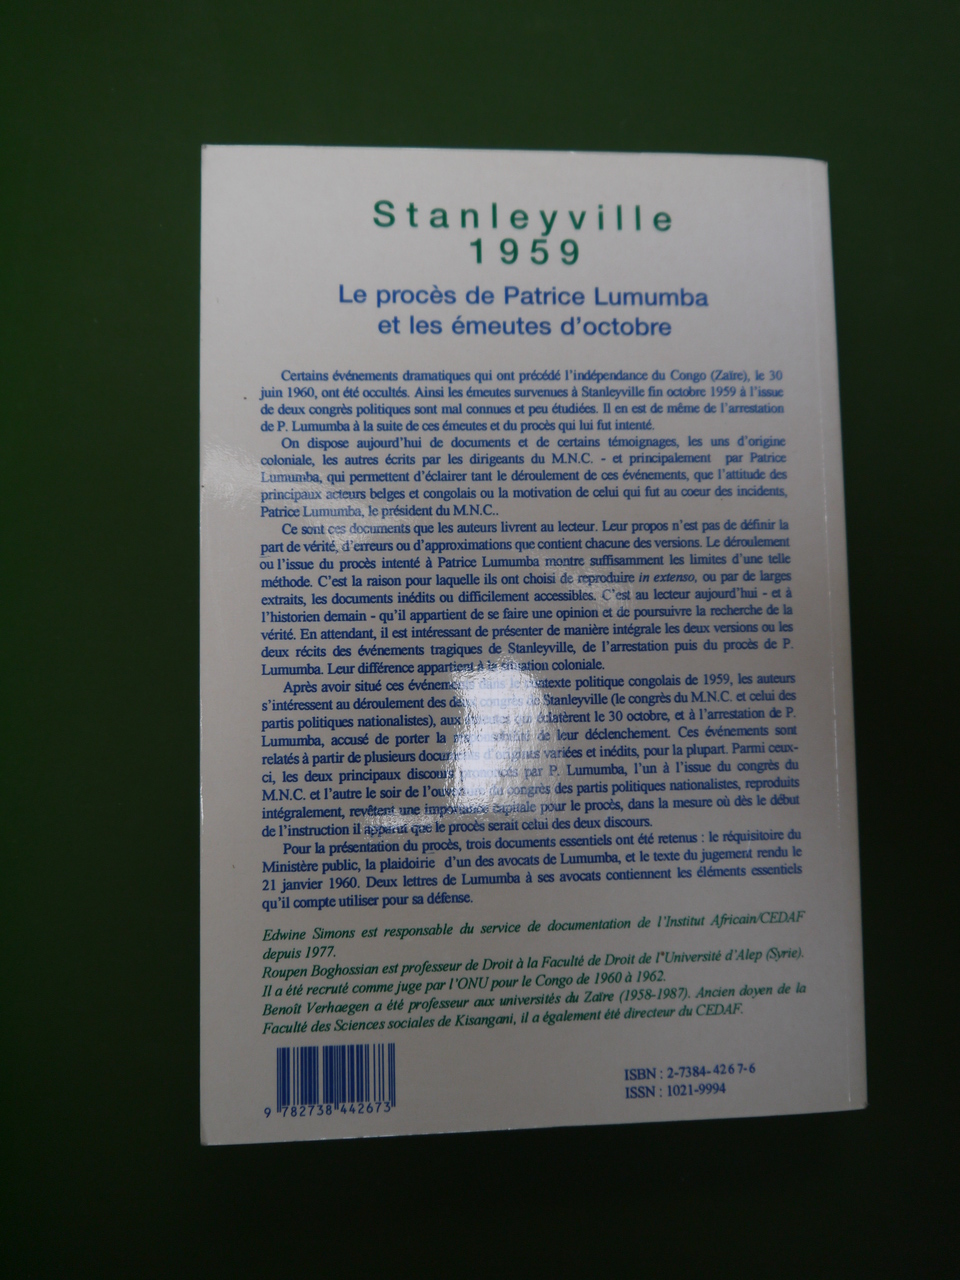 Stanleyville
1959
Le procès de Patrice Lumumba
et les émeutes d'octobre
Certains événements dramatiques qui ont précédé l'indépendance du Congo (Zaïre), le 30
juin 1960, ont été occultés. Ainsi les émeutes survenues à Stanleyville fin octobre 1959 à l'issue
de deux congrès politiques sont mal connues et peu étudiées. Il en est de même de l'arrestation
de P. Lumumba à la suite de ces émeutes et du procès qui lui fut intenté.
On dispose aujourd'hui de documents et de certains témoignages, les uns d'origine
coloniale, les autres écrits par les dirigeants du M.N.C. - et principalement par Patrice
Lumumba, qui permettent d'éclairer tant le déroulement de ces événements, que l'attitude des
principaux acteurs belges et congolais ou la motivation de celui qui fut au coeur des incidents,
Patrice Lumumba, le président du M.N.C..
Ce sont ces documents que les auteurs livrent au lecteur. Leur propos n'est pas de définir la
part de vérité, d'erreurs ou d'approximations que contient chacune des versions. Le déroulement
ou l'issue du procès intenté à Patrice Lumumba montre suffisamment les limites d'une telle
méthode. C'est la raison pour laquelle ils ont choisi de reproduire in extenso, ou par de larges
extraits, les documents inédits ou difficilement accessibles. C'est au lecteur aujourd'hui - et à
l'historien demain - qu'il appartient de se faire une opinion et de poursuivre la recherche de la
vérité. En attendant, il est intéressant de présenter de manière intégrale les deux versions ou les
deux récits des événements tragiques de Stanleyville, de l'arrestation puis du procès de P.
Lumumba. Leur différence appartient à la situation coloniale.
Après avoir situé ces événements dans le contexte politique congolais de 1959, les auteurs
s'intéressent au déroulement des deux congrès de Stanleyville (le congrès du M.N.C. et celui des
partis politiques nationalistes), aux émeutes qui éclatèrent le 30 octobre, et à l'arrestation de P.
Lumumba, accusé de porter la de leur déclenchement. Ces événements sont
relatés à partir de plusieurs documents d'origines variées et inédits, pour la plupart. Parmi ceux-
ci, les deux principaux discours prononcés par P. Lumumba, l'un à l'issue du congrès du
M.N.C. et l'autre le soir de l'ouverture du congrès des partis politiques nationalistes, reproduits
intégralement, revêtent une importance capitale pour le procès, dans la mesure où dès le début
de l'instruction il apparut que le procès serait celui des deux discours.
Pour la présentation du procès, trois documents essentiels ont été retenus : le réquisitoire du
Ministère public, la plaidoirie d'un des avocats de Lumumba, et le texte du jugement rendu le
21 janvier 1960. Deux lettres de Lumumba à ses avocats contiennent les éléments essentiels
qu'il compte utiliser pour sa défense.
Edwine Simons est responsable du service de documentation de l'Institut Africain/CEDAF
depuis 1977.
Roupen Boghossian est professeur de Droit à la Faculté de Droit de l"Université d'Alep (Syrie).
Il a été recruté comme juge par l'ONU pour le Congo de 1960 à 1962.
Benoît Verhaegen a été professeur aux universités du Zaïre (1958-1987). Ancien doyen de la
Faculté des Sciences sociales de Kisangani, il a également été directeur du CEDAF.
ISBN : 2-7384-4267-6
ISSN : 1021-9994
9 782738 442673